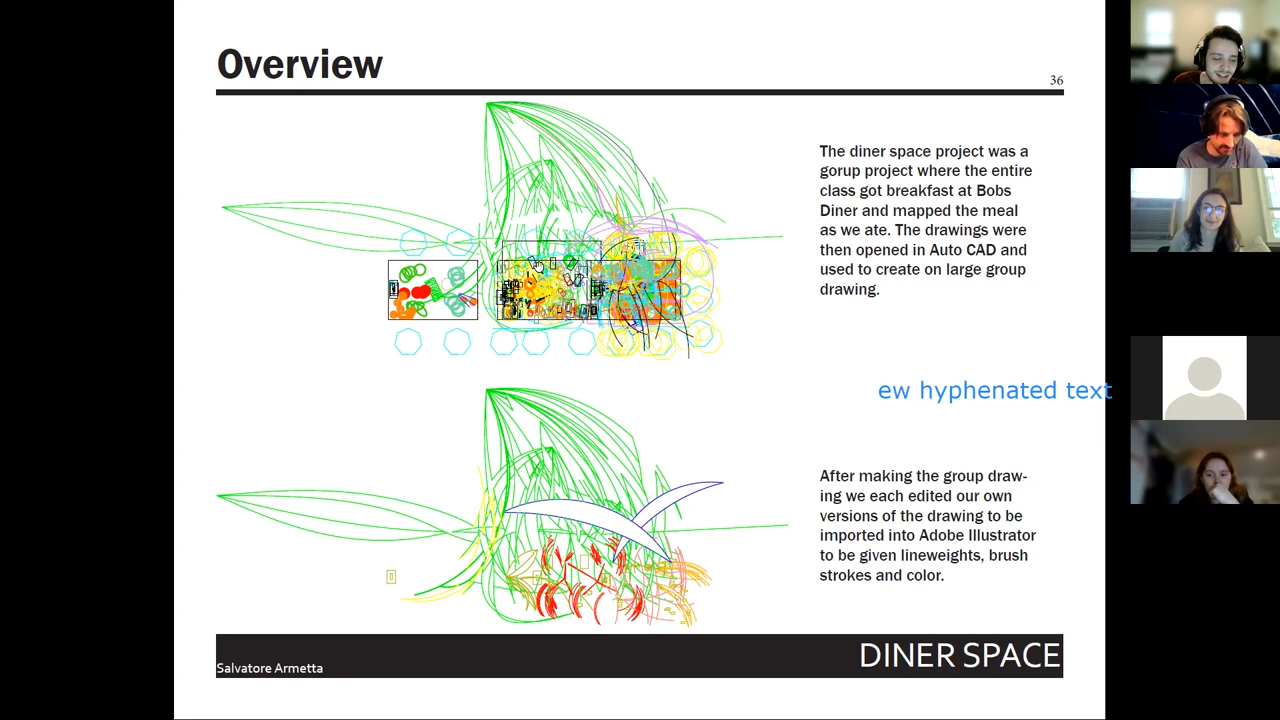 Overview
36
The diner space project was a
gorup project where the entire
class got breakfast at Bobs
Diner and mapped the meal
as we ate. The drawings were
then opened in Auto CAD and
used to create on large group
drawing.
ew hyphenated text
After making the group draw-
ing we each edited our own
versions of the drawing to be
imported into Adobe Illustrator
to be given lineweights, brush
strokes and color.
Salvatore Armetta
DINER SPACE